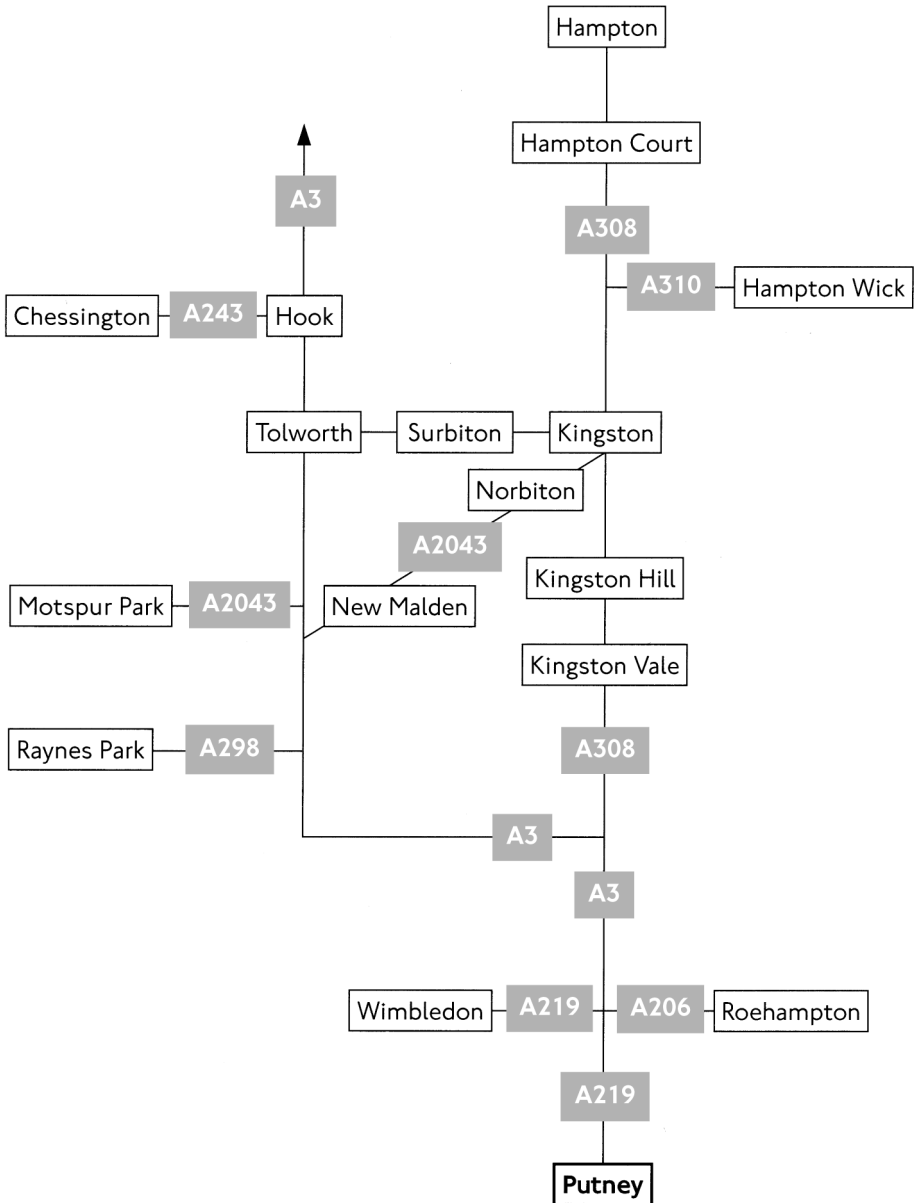 Hampton
Hampton Court
A3
A308
A310
Hampton Wick
Chessington
A243
Hook
Tolworth
Surbiton
Kingston
Norbiton
A2043
Kingston Hill
Motspur Park
A2043
New Malden
Kingston Vale
Raynes Park
A298
A308
A3
A3
Wimbledon
A219
A206
Roehampton
A219
Putney